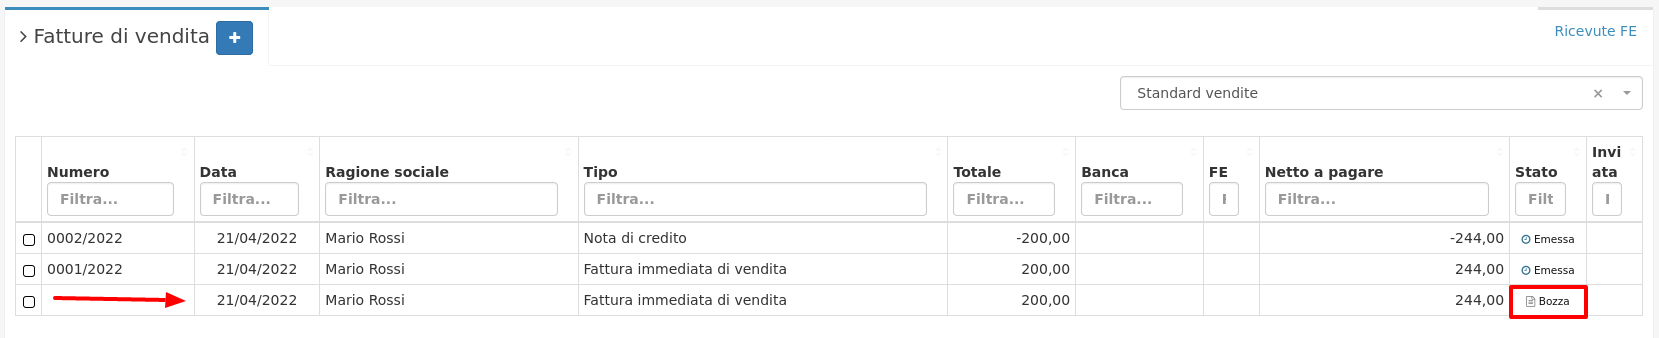 Fatture di vendita
Ricevute FE
Standard vendite
Numero Data Ragione sociale Tipo Totale Banca FE Netto a pagare Stato Invi
ata
Filtra... Filtra... Filtra... Filtra... Filtra... Filtra... Filtra... Filt
0002/2022 21/04/2022 Mario Rossi Nota di credito -200,00 -244,00 Emessa
0001/2022 21/04/2022 Mario Rossi Fattura immediata di vendita 200,00 244,00 Emessa
21/04/2022 Mario Rossi Fattura immediata di vendita 200,00 244,00 Bozza